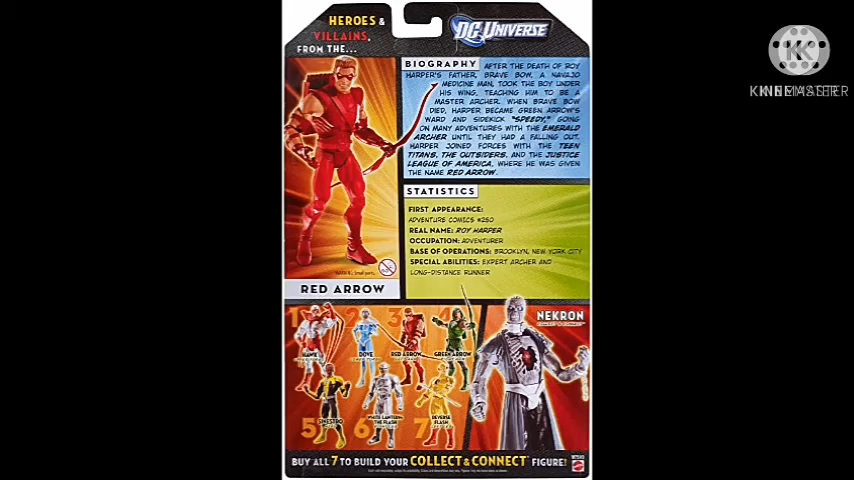 HEROES &
VILLAINS,
FROM THE...
DC UNIVERSE
BIOGRAPHY AFTER THE DEATH OF ROY
HARPER'S FATHER, BRAVE BOW, A NAVAJO
MEDICINE MAN, TOOK THE BOY UNDER
HIS WING, TEACHING HIM TO BE A
MASTER ARCHER. WHEN BRAVE BOW
DIED, HARPER BECAME GREEN ARROW'S
WARD AND SIDEKICK "SPEEDY," GOING
ON MANY ADVENTURES WITH THE EMERALD
ARCHER UNTIL THEY HAD A FALLING OUT.
HARPER JOINED FORCES WITH THE TEEN
TITANS, THE OUTSIDERS, AND THE JUSTICE
LEAGUE OF AMERICA, WHERE HE WAS GIVEN
THE NAME RED ARROW.
STATISTICS
FIRST APPEARANCE:
ADVENTURE COMICS #250
REAL NAME: ROY HARPER
OCCUPATION: ADVENTURER
BASE OF OPERATIONS: BROOKLYN, NEW YORK CITY
SPECIAL ABILITIES: EXPERT ARCHER AND
LONG-DISTANCE RUNNER
RED ARROW
1 2 3 4
HAWK DOVE RED ARROW GREEN ARROW
NEKRON
5 6 7
SINESTRO WHITE LANTERN THE FLASH REVERSE FLASH
BUY ALL 7 TO BUILD YOUR COLLECT & CONNECT FIGURE!
MATTEL
KINEMASTER